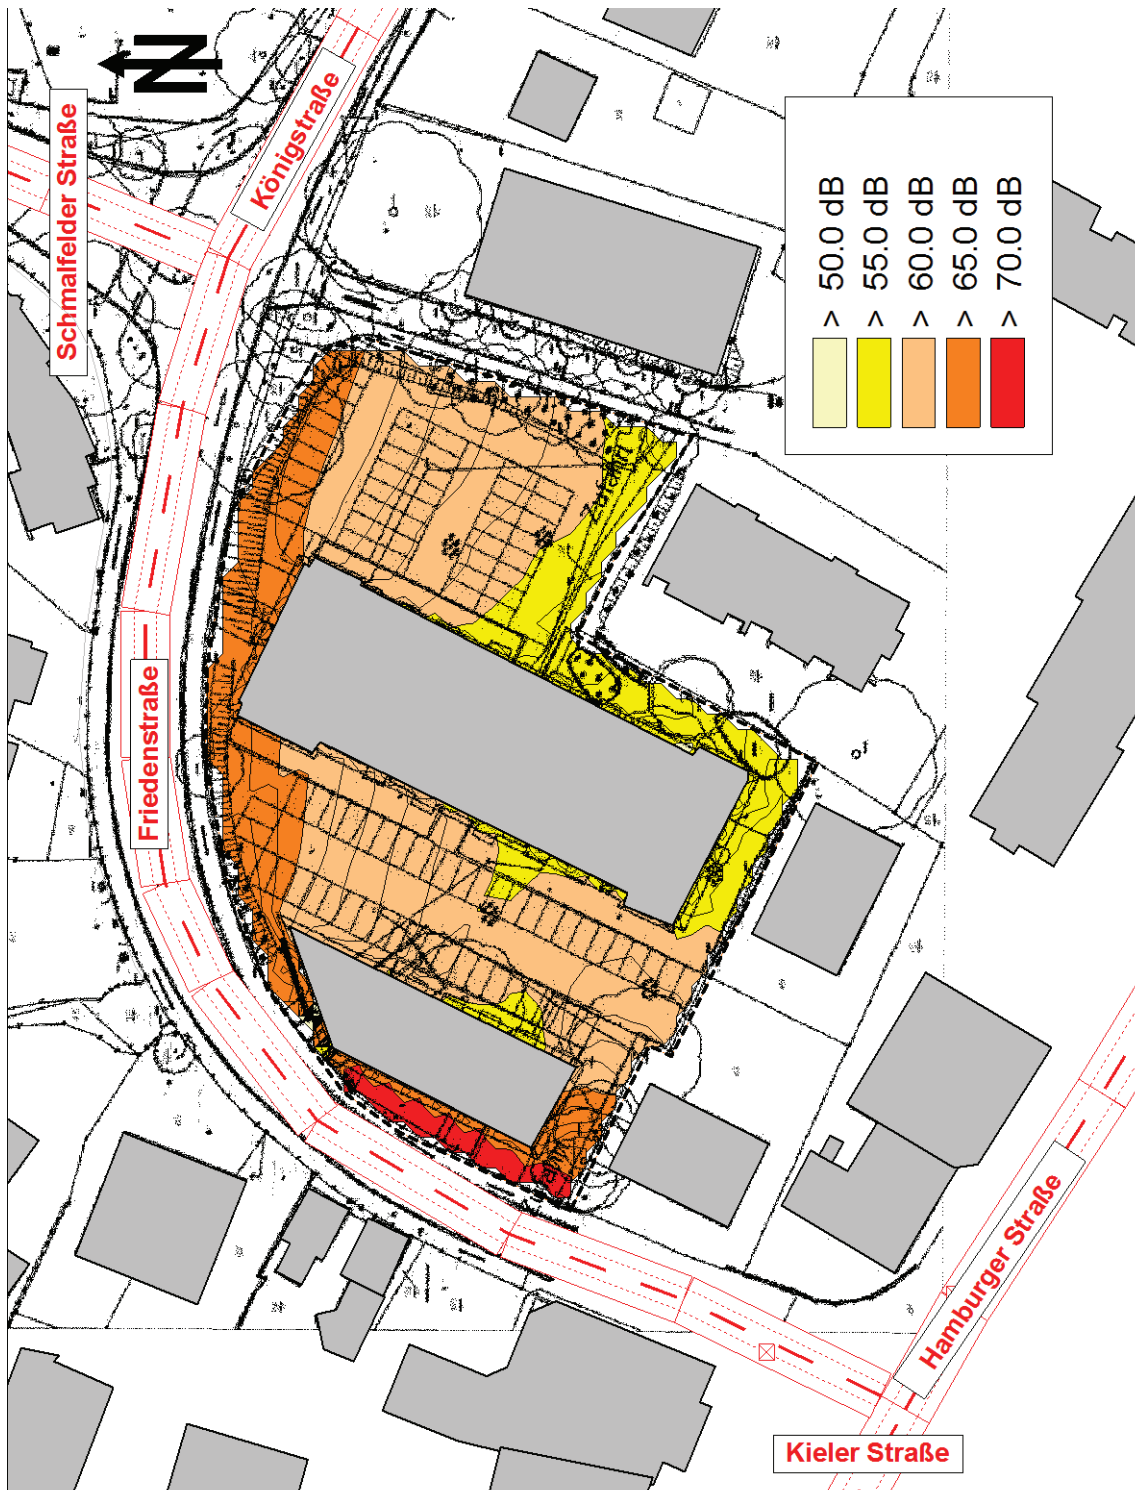 N
Schmalfelder Straße
Königstraße
Friedenstraße
> 50.0 dB
> 55.0 dB
> 60.0 dB
> 65.0 dB
> 70.0 dB
Hamburger Straße
Kieler Straße